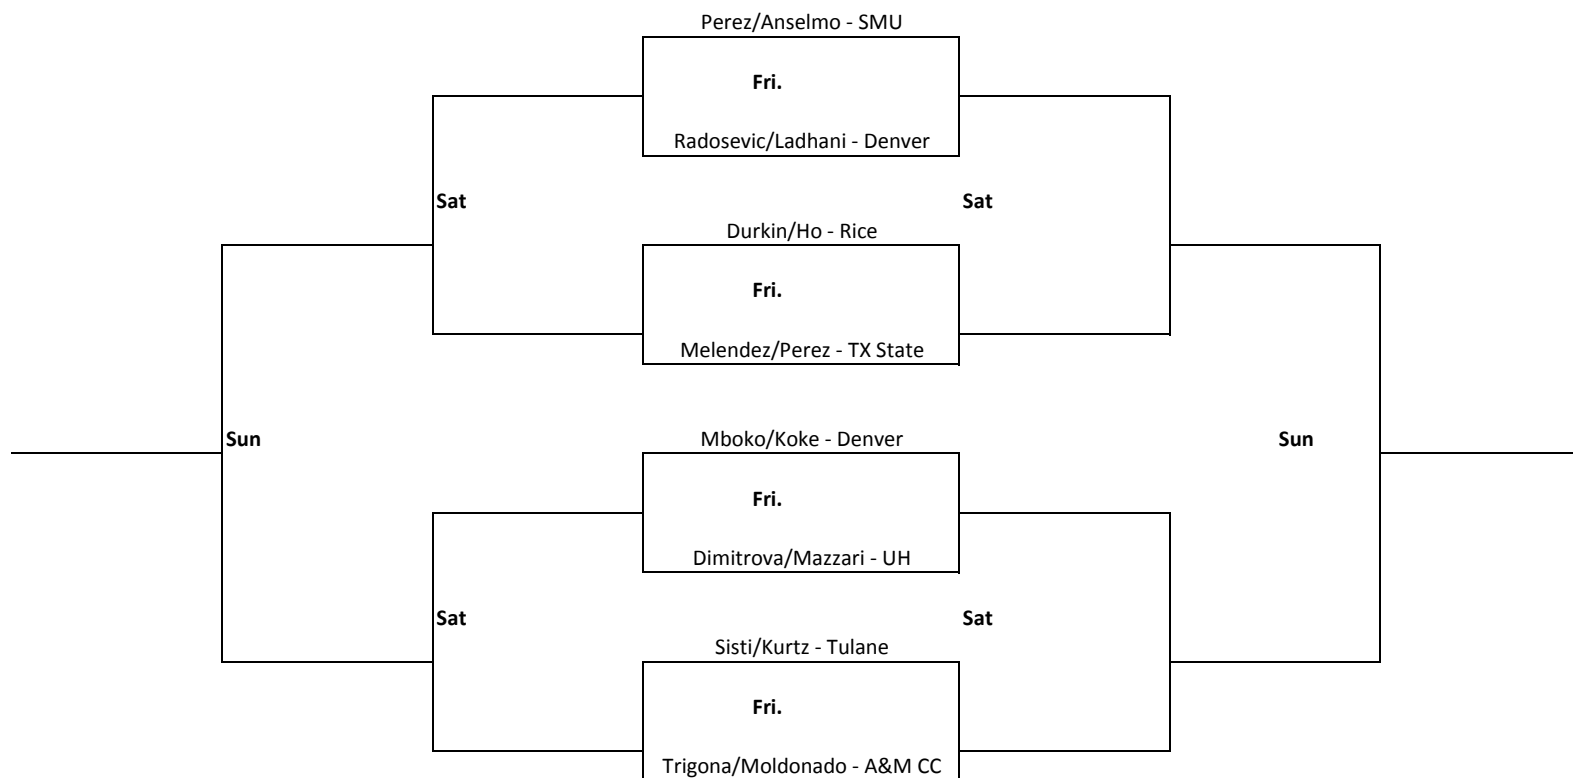 Perez/Anselmo - SMU
Fri.
Radosevic/Ladhani - Denver
Sat
Sat
Durkin/Ho - Rice
Fri.
Melendez/Perez - TX State
Sun
Mboko/Koke - Denver
Sun
Fri.
Dimitrova/Mazzari - UH
Sat
Sat
Sisti/Kurtz - Tulane
Fri.
Trigona/Moldonado - A&M CC